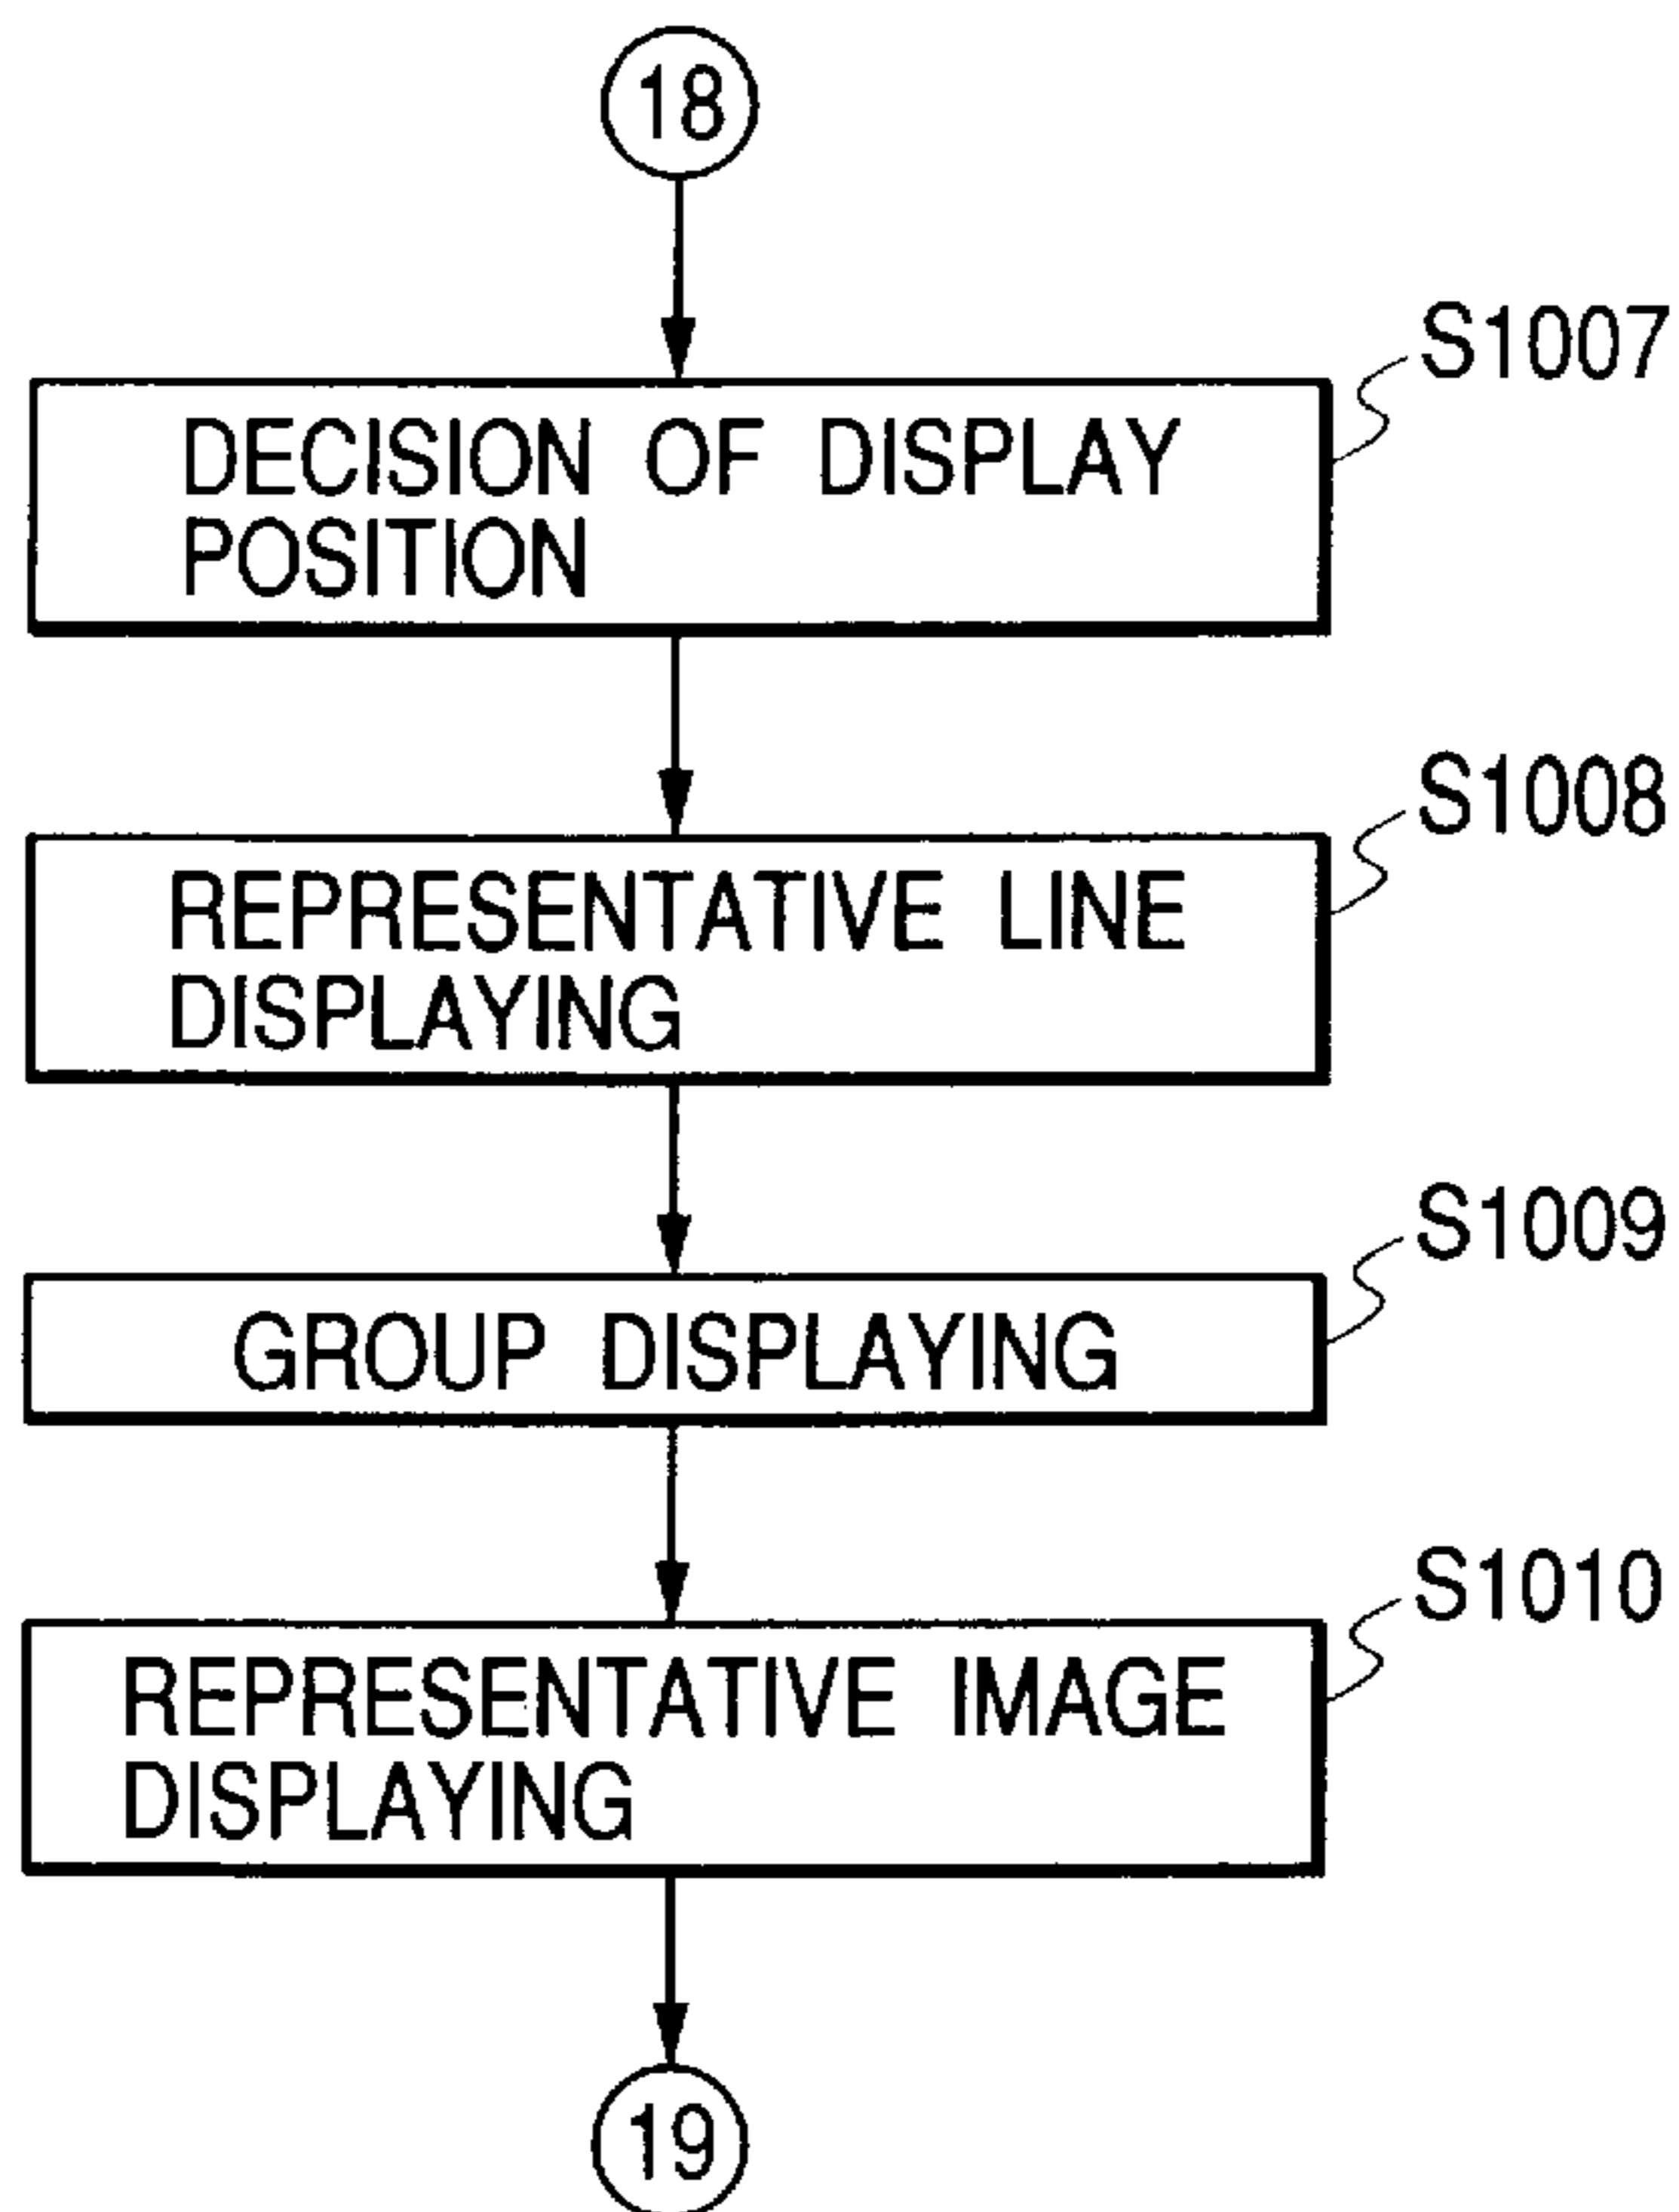 18
S1007
DECISION OF DISPLAY
POSITION
S1008
REPRESENTATIVE LINE
DISPLAYING
S1009
GROUP DISPLAYING
S1010
REPRESENTATIVE IMAGE
DISPLAYING
19